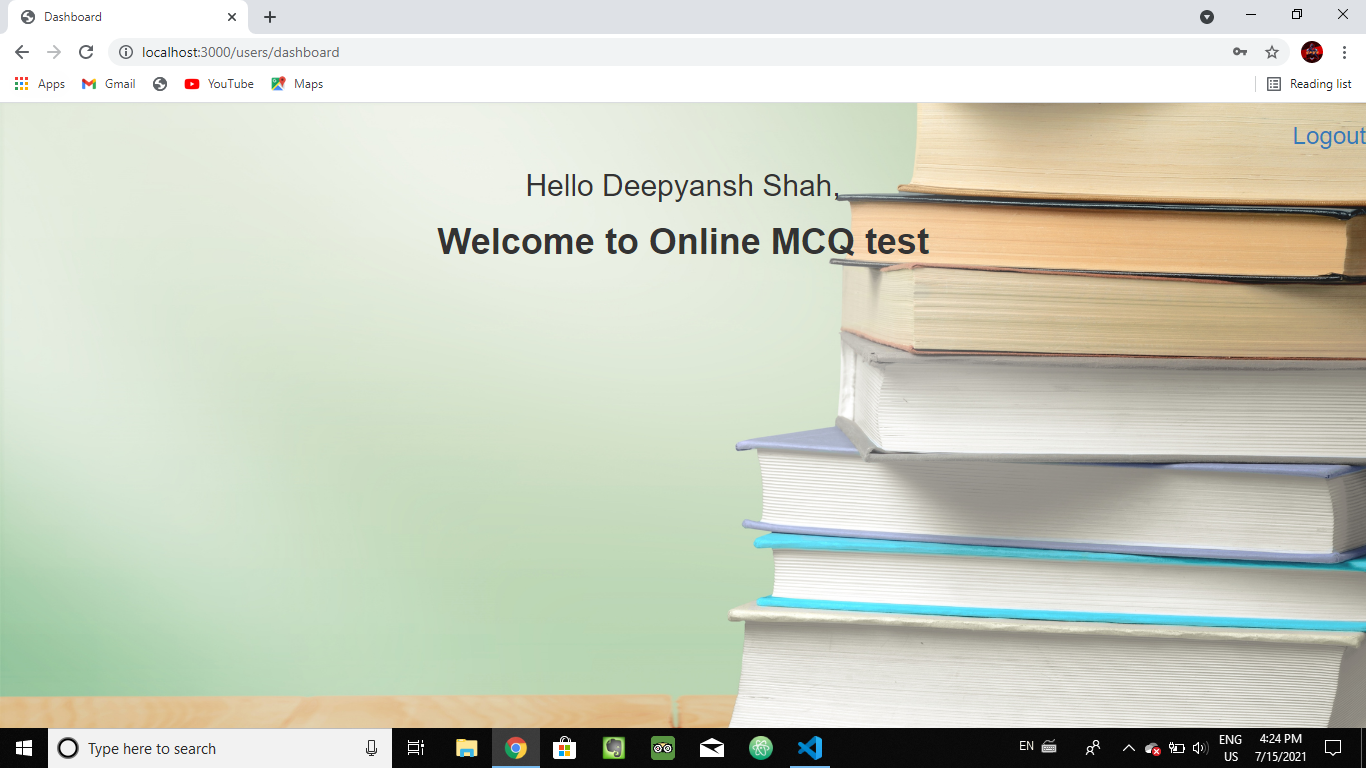 Dashboard
localhost:3000/users/dashboard
Apps Gmail YouTube Maps Reading list
Logout
Hello Deepyansh Shah,
Welcome to Online MCQ test
Type here to search
EN
ENG
US
4:24 PM
7/15/2021